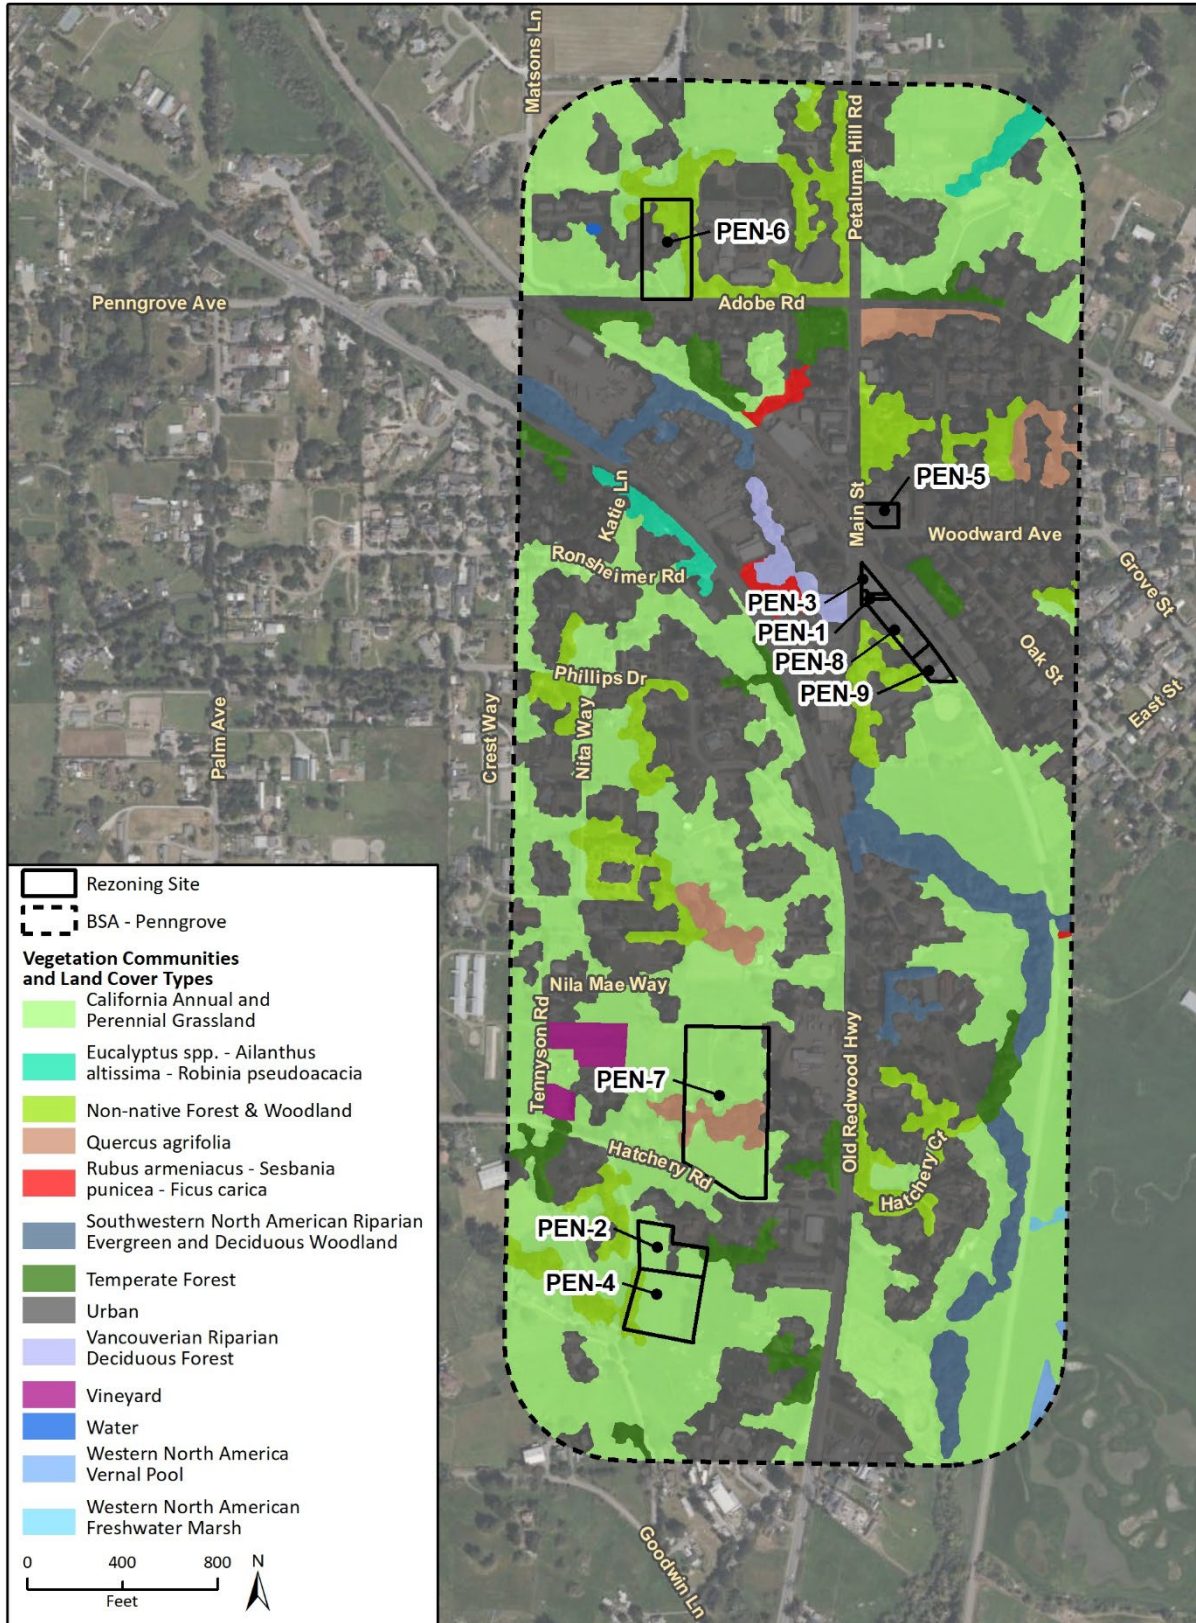 Matsons Ln
Petaluma Hill Rd
PEN-6
Penngrove Ave
Adobe Rd
PEN-5
Main St
Woodward Ave
Katie Ln
Ronsheimer Rd
Grove St
PEN-3
PEN-1
PEN-8
PEN-9
Oak St
East St
Phillips Dr
Palm Ave
Crest Way
Nita Way
Nila Mae Way
Tennyson Rd
PEN-7
Old Redwood Hwy
Hatchery Rd
Hatchery Ct
PEN-2
PEN-4
Goodwin Ln
Rezoning Site
BSA - Penngrove
Vegetation Communities
and Land Cover Types
California Annual and
Perennial Grassland
Eucalyptus spp. - Ailanthus
altissima - Robinia pseudoacacia
Non-native Forest & Woodland
Quercus agrifolia
Rubus armeniacus - Sesbania
punicea - Ficus carica
Southwestern North American Riparian
Evergreen and Deciduous Woodland
Temperate Forest
Urban
Vancouverian Riparian
Deciduous Forest
Vineyard
Water
Western North America
Vernal Pool
Western North American
Freshwater Marsh
0 400 800 N
Feet